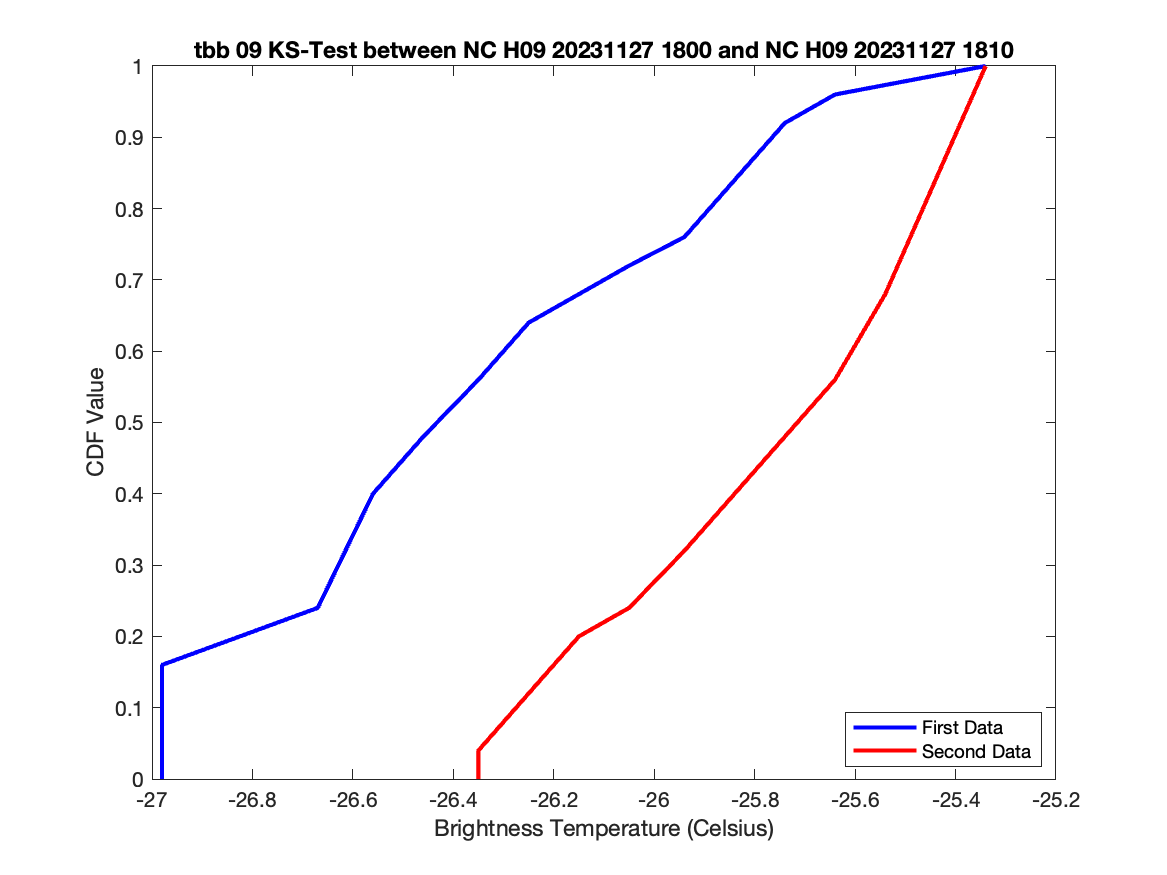 tbb 09 KS-Test between NC H09 20231127 1800 and NC H09 20231127 1810
1
0.9
0.8
0.7
0.6
0.5
0.4
0.3
0.2
0.1
0
CDF Value
First Data
Second Data
-27 -26.8 -26.6 -26.4 -26.2 -26 -25.8 -25.6 -25.4 -25.2
Brightness Temperature (Celsius)